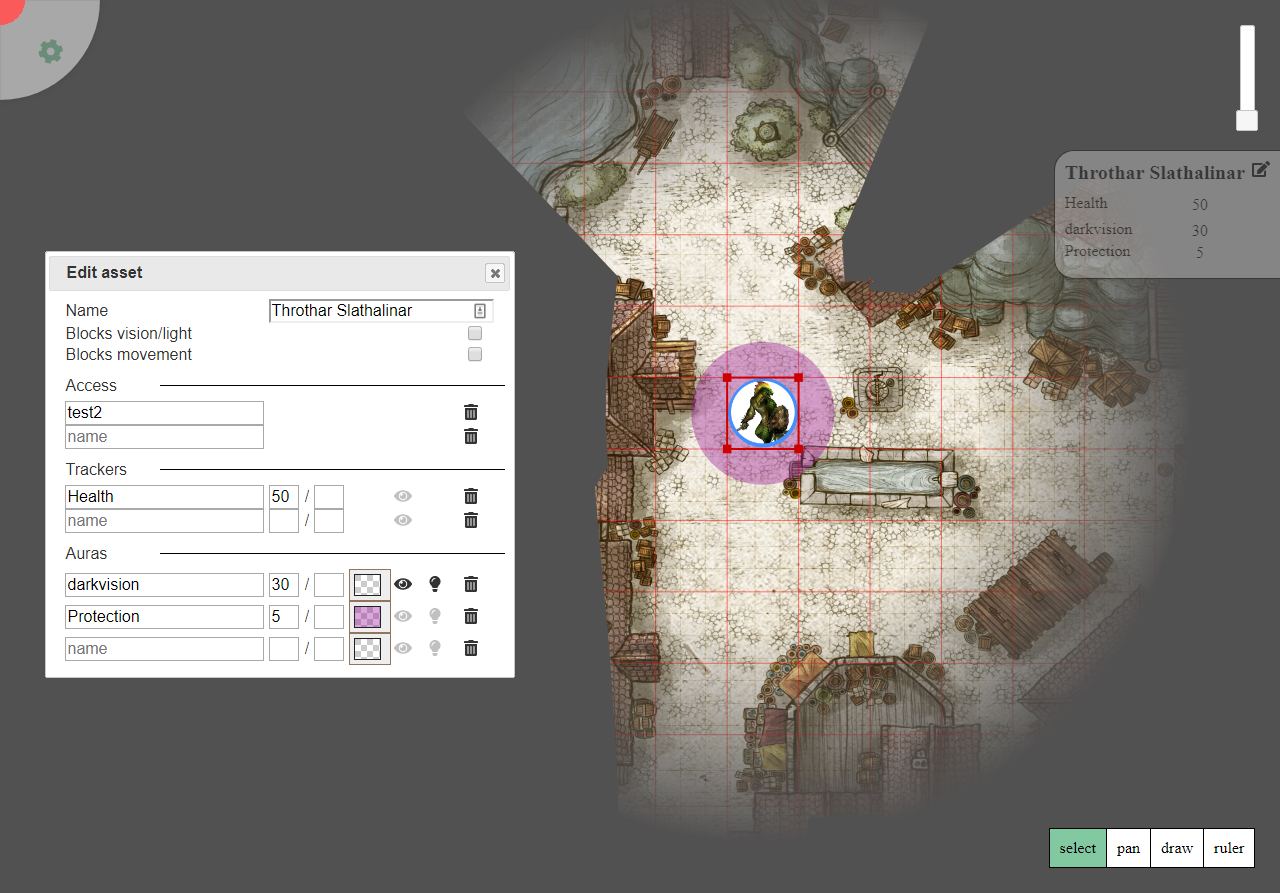 Throthar Slathalinar
Health 50
darkvision 30
Protection 5
Edit asset
Name Throthar Slathalinar
Blocks vision/light
Blocks movement
Access
test2
name
Trackers
Health 50 /
name /
Auras
darkvision 30 /
Protection 5 /
name /
select pan draw ruler